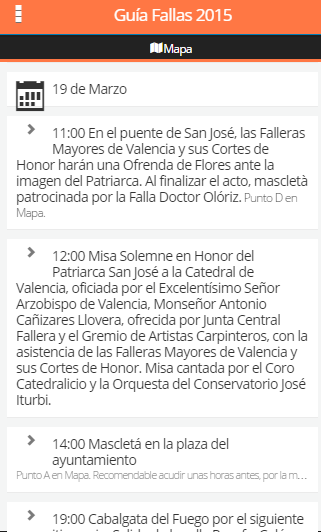 Guía Fallas 2015
Mapa
19 de Marzo
11:00 En el puente de San José, las Falleras
Mayores de Valencia y sus Cortes de
Honor harán una Ofrenda de Flores ante la
imagen del Patriarca. Al finalizar el acto, mascletà
patrocinada por la Falla Doctor Olóriz. Punto D en
Mapa.
12:00 Misa Solemne en Honor del
Patriarca San José a la Catedral de
Valencia, oficiada por el Excelentísimo Señor
Arzobispo de Valencia, Monseñor Antonio
Cañizares Llovera, ofrecida por Junta Central
Fallera y el Gremio de Artistas Carpinteros, con la
asistencia de las Falleras Mayores de Valencia y
sus Cortes de Honor. Misa cantada por el Coro
Catedralicio y la Orquesta del Conservatorio José
Iturbi.
14:00 Mascletá en la plaza del
ayuntamiento
Punto A en Mapa. Recomendable acudir unas horas antes, por la m...
19:00 Cabalgata del Fuego por el siguiente